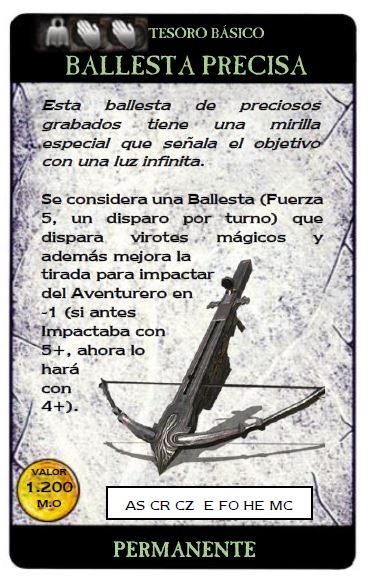 TESORO BÁSICO
BALLESTA PRECISA
Esta ballesta de preciosos
grabados tiene una mirilla
especial que señala el objetivo
con una luz infinita.
Se considera una Ballesta (Fuerza
5, un disparo por turno) que
dispara virotes mágicos y
además mejora la
tirada para impactar
del Aventurero en
-1 (si antes
Impactaba con
5+, ahora lo
hará
con
4+).
VALOR
1.200
M.O
AS CR CZ E FO HE MC
PERMANENTE